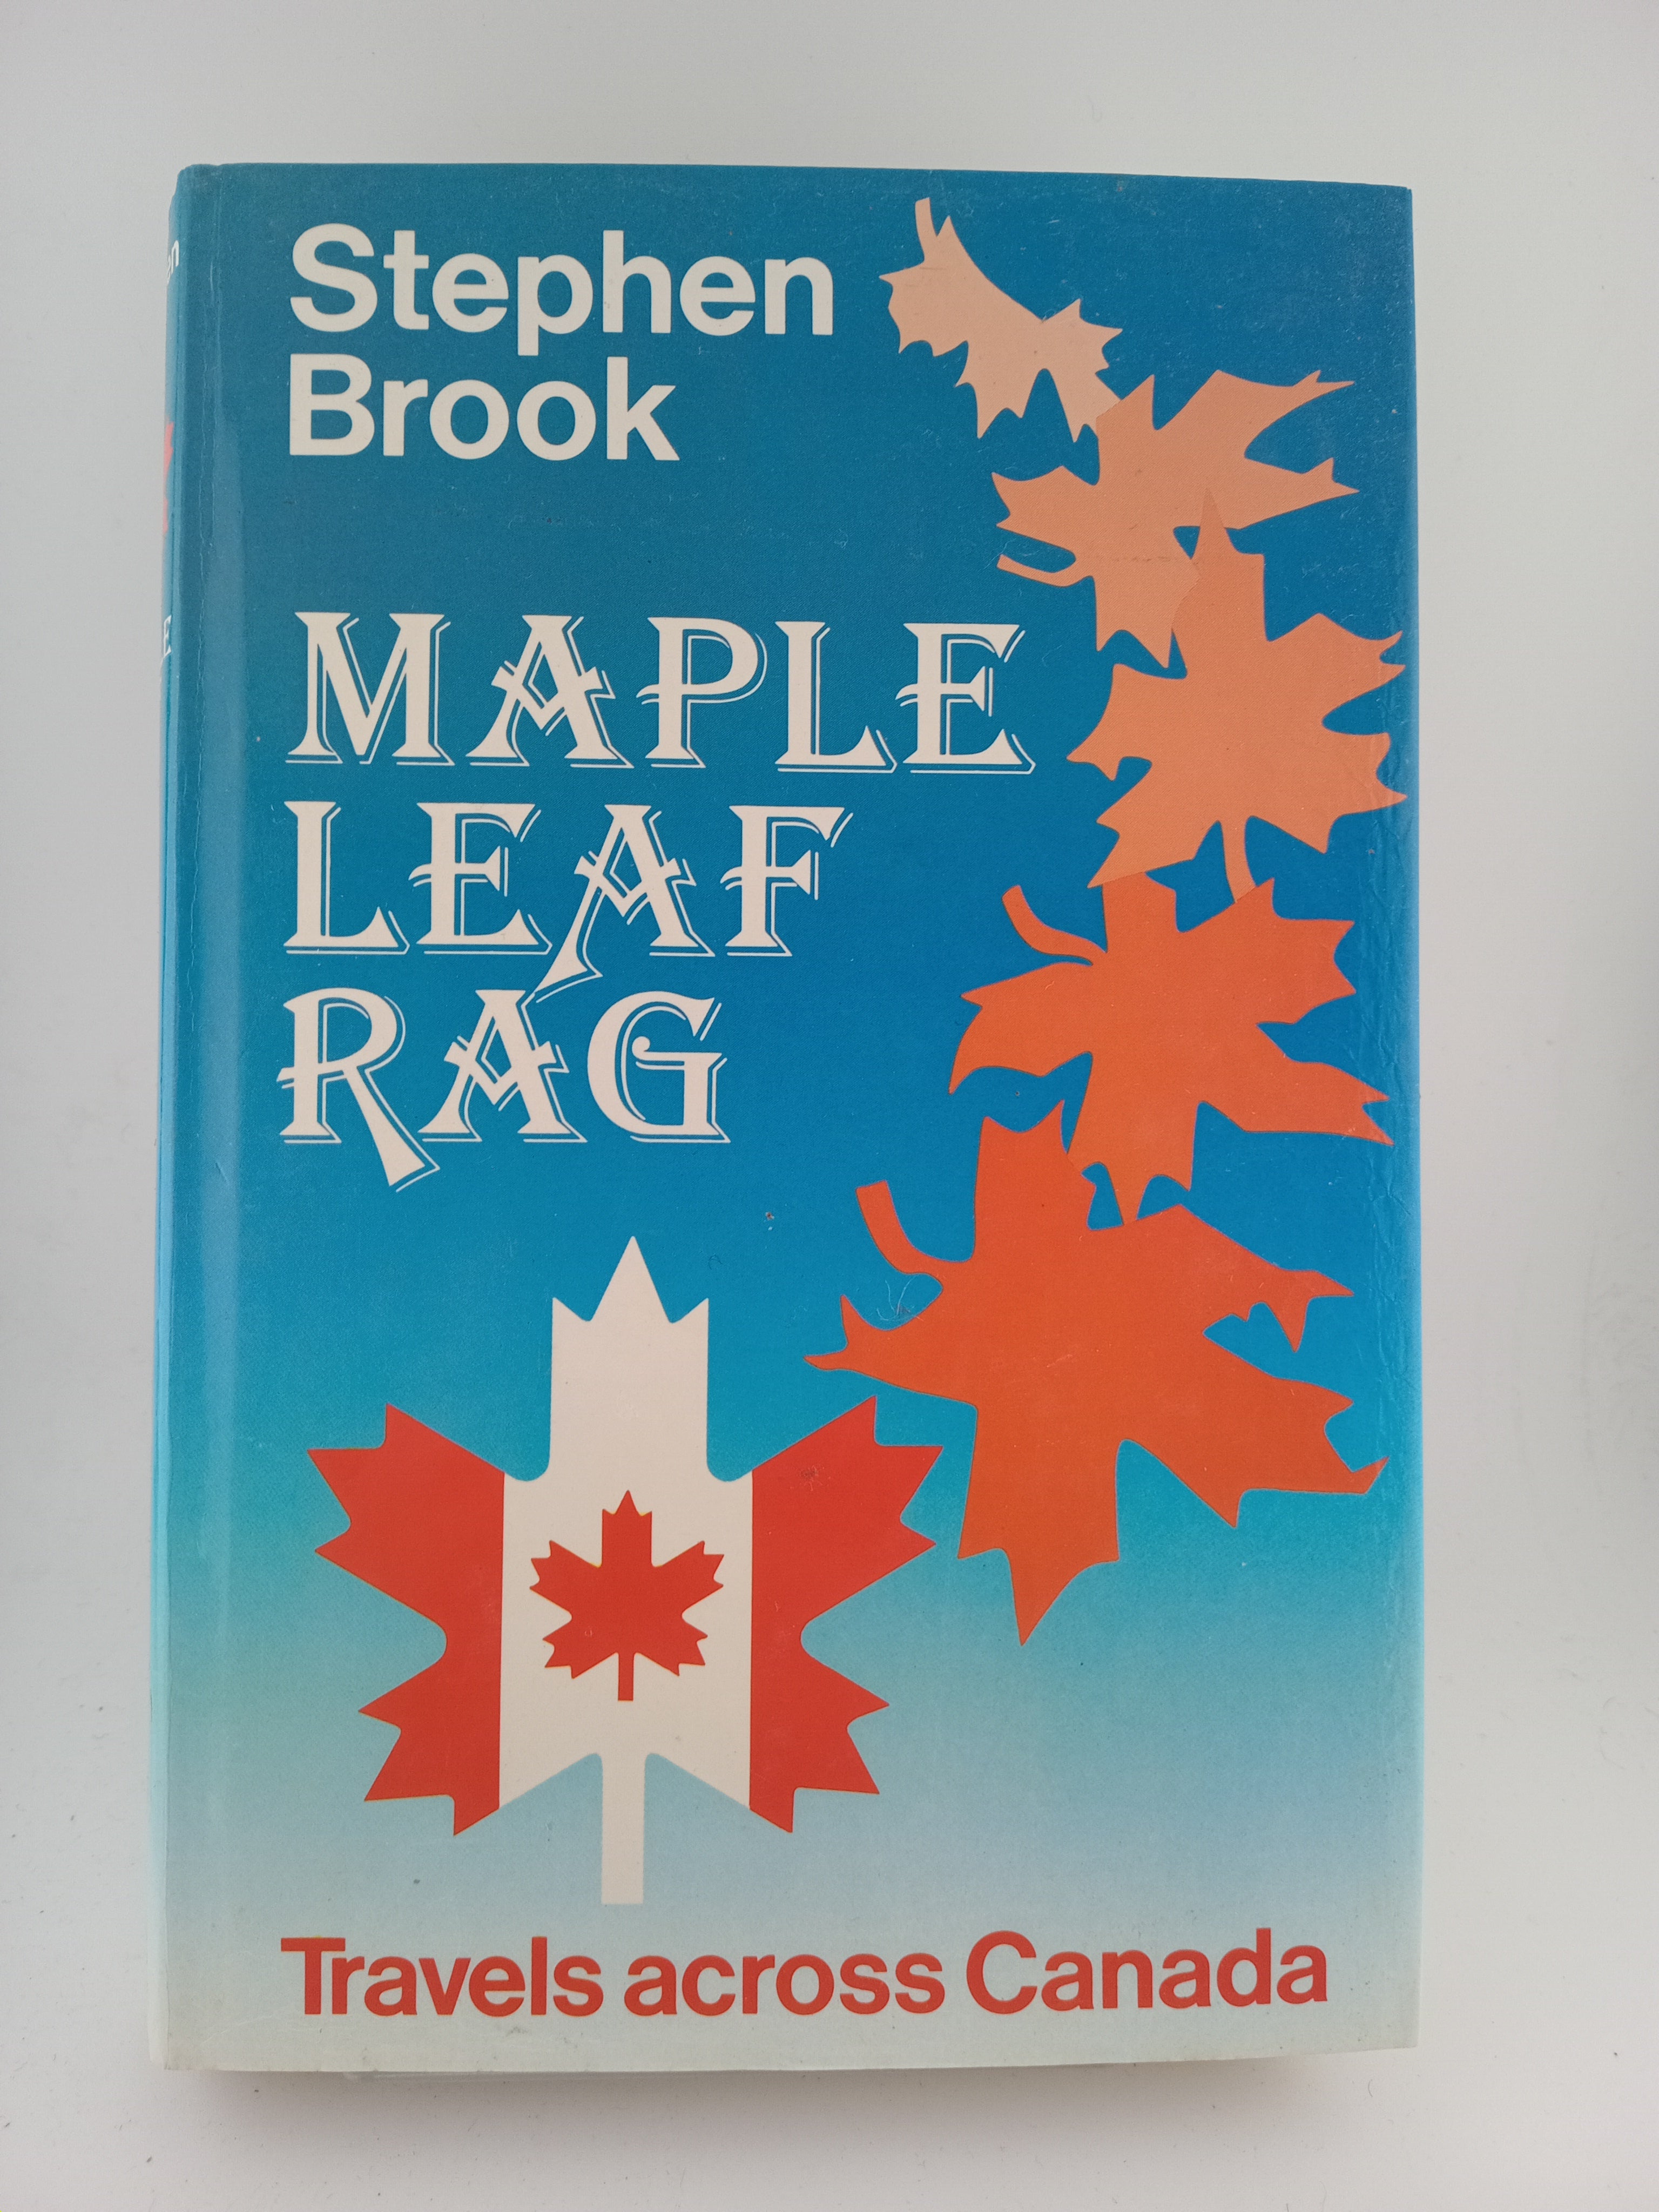 Stephen
Brook
MAPLE
LEAF
RAG
Travels across Canada